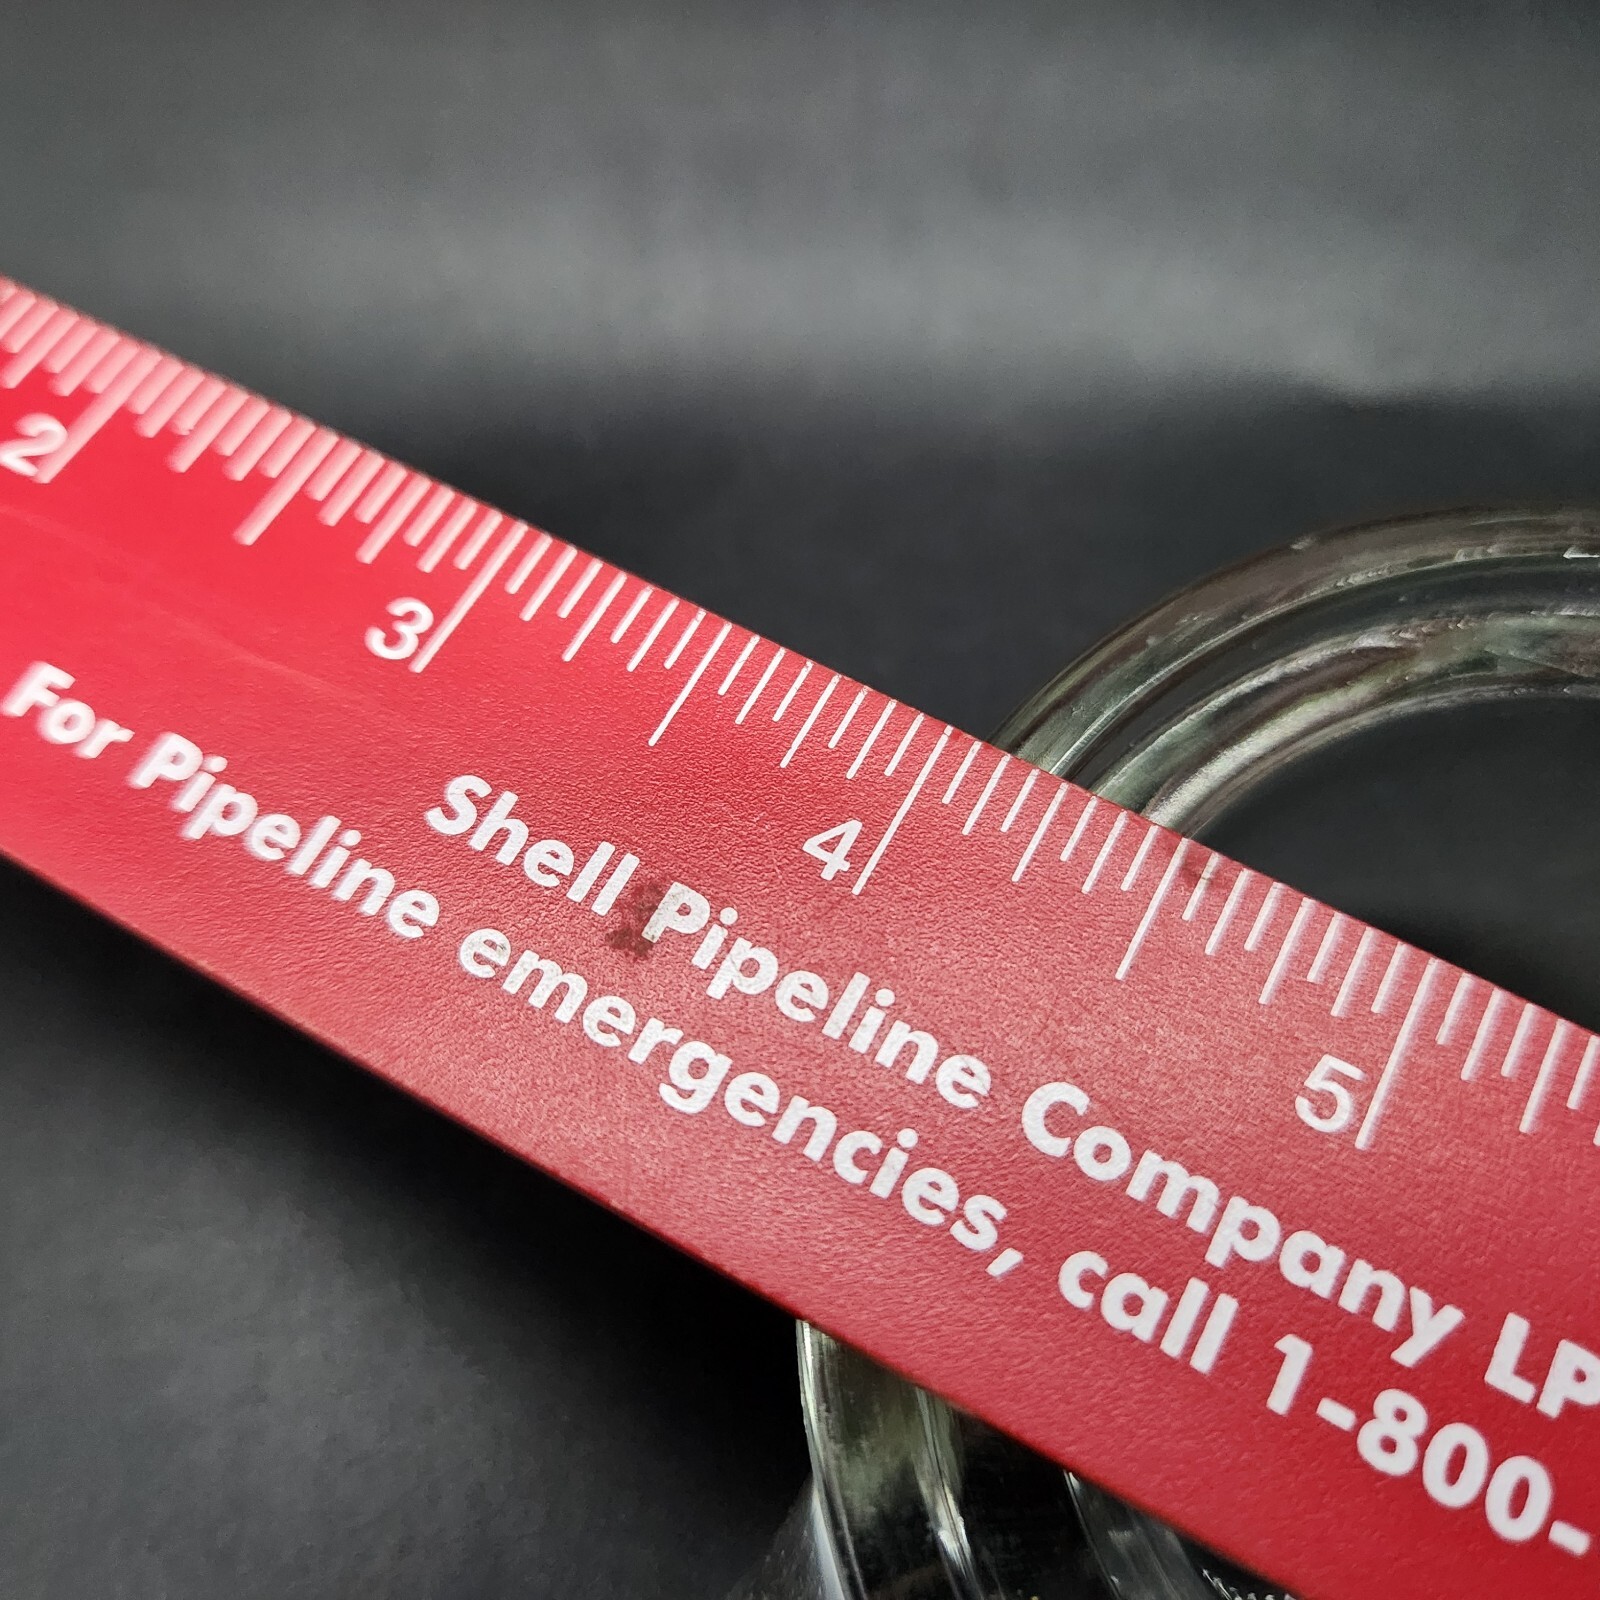 2 3 4 5
Shell Pipeline Company LP
For Pipeline emergencies, call 1-800-